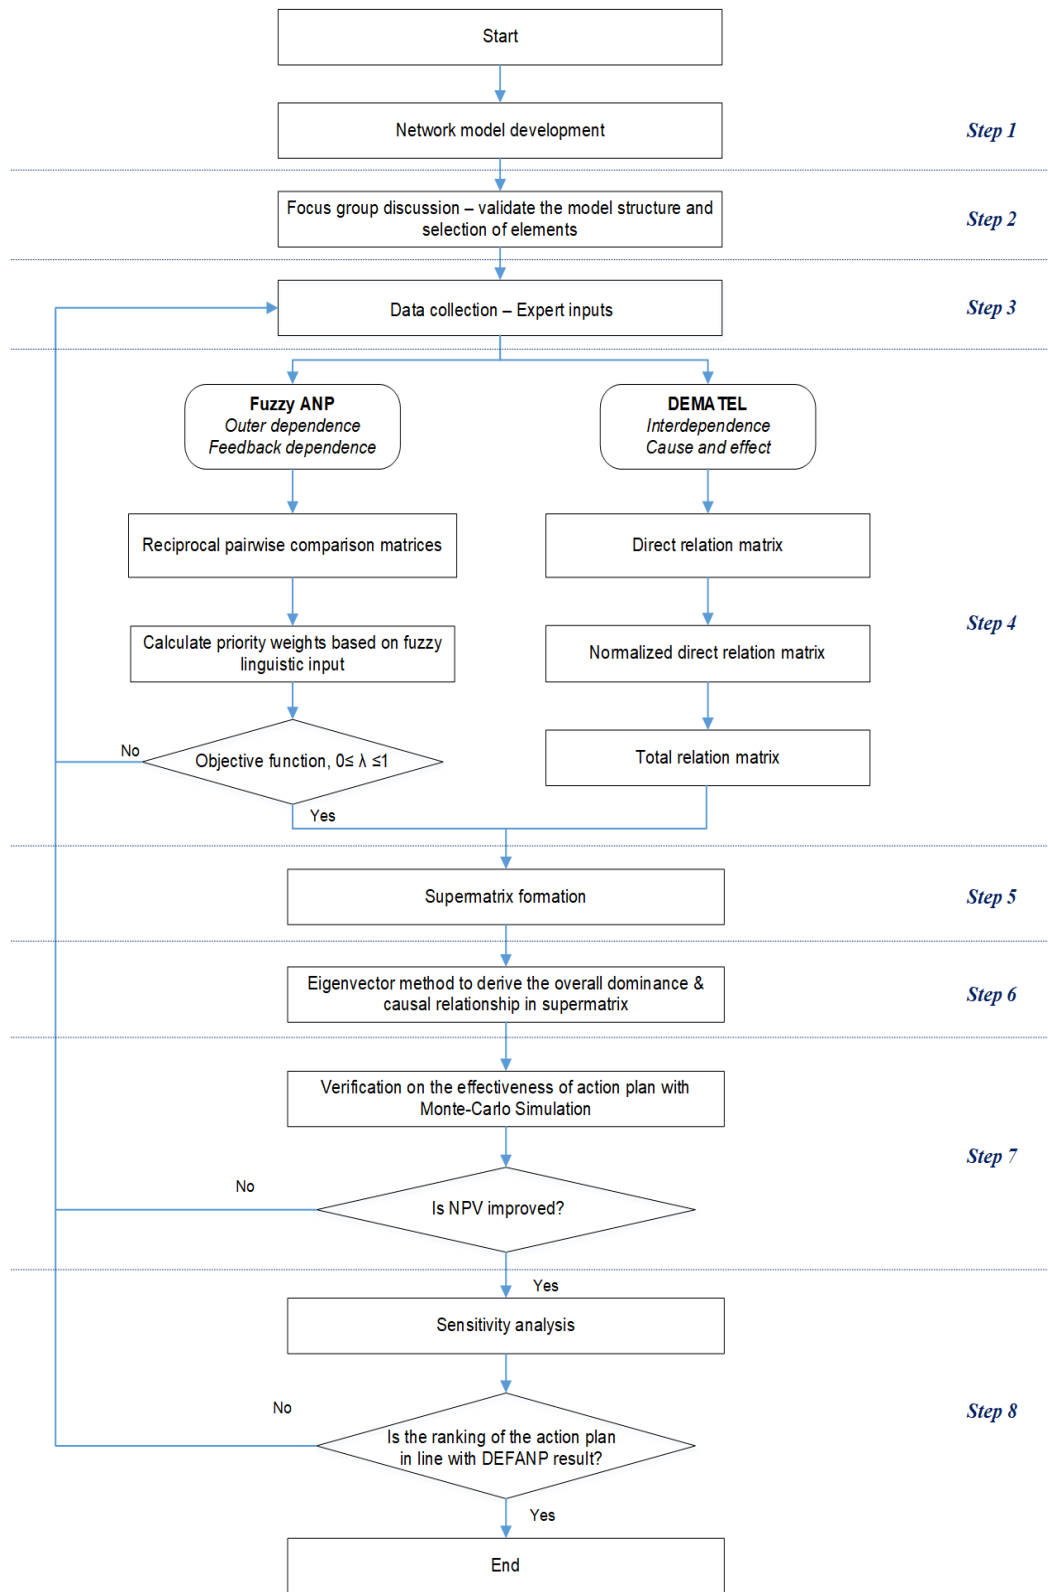 Start
Network model development
Step 1
Focus group discussion – validate the model structure and
selection of elements
Step 2
Data collection – Expert inputs
Step 3
Fuzzy ANP
Outer dependence
Feedback dependence
DEMATEL
Interdependence
Cause and effect
Reciprocal pairwise comparison matrices
Direct relation matrix
Step 4
Calculate priority weights based on fuzzy
linguistic input
Normalized direct relation matrix
No
Objective function, 0≤ λ ≤1
Total relation matrix
Yes
Supermatrix formation
Step 5
Eigenvector method to derive the overall dominance &
causal relationship in supermatrix
Step 6
Verification on the effectiveness of action plan with
Monte-Carlo Simulation
Step 7
No
Is NPV improved?
Yes
Sensitivity analysis
No
Step 8
Is the ranking of the action plan
in line with DEFANP result?
Yes
End